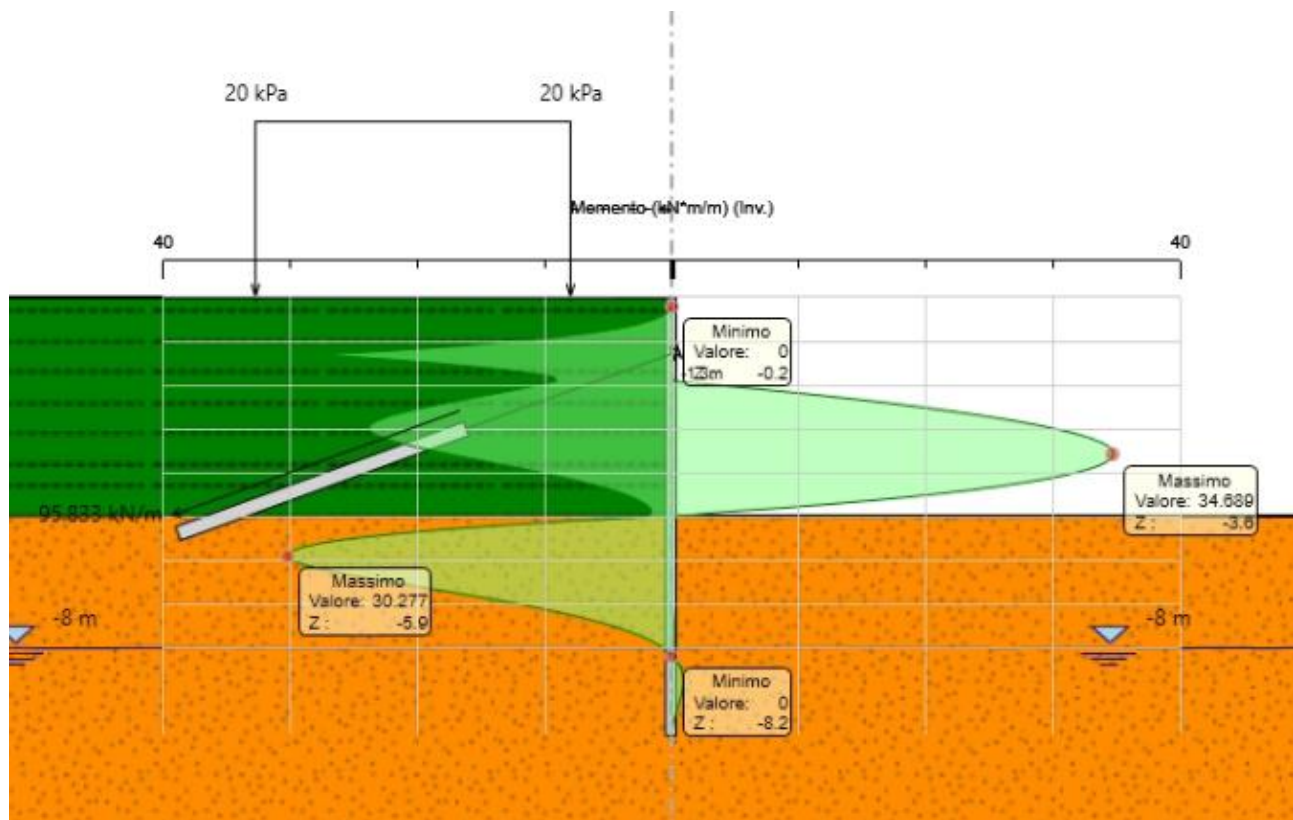 20 kPa
20 kPa
Momento (kN*m/m) (Inv.)
40
40
Minimo
Valore: 0
-0.2
Massimo
Valore: 34.689
Z : -3.6
95.833 kN/m
Massimo
Valore: 30.277
Z : -5.9
-8 m
-8 m
Minimo
Valore: 0
Z : -8.2